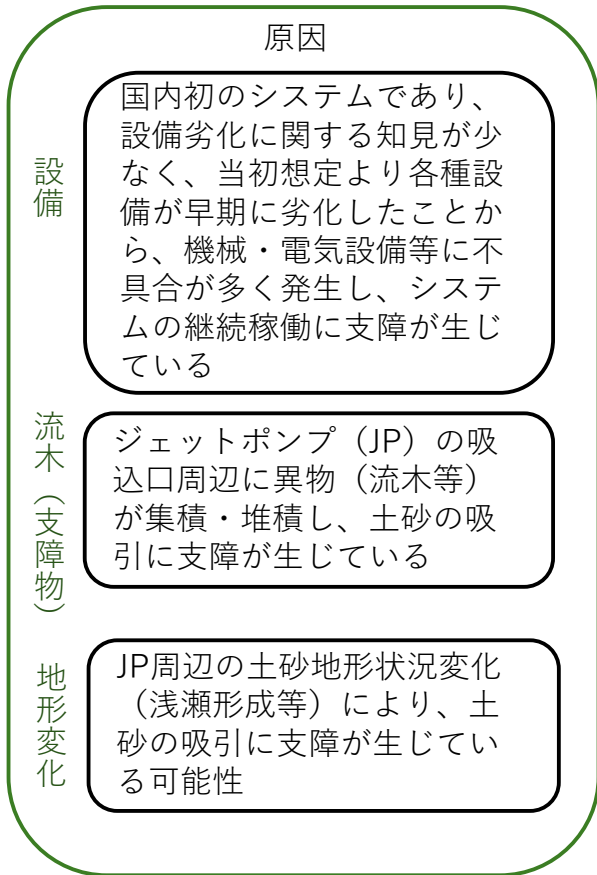 原因
設備
国内初のシステムであり、
設備劣化に関する知見が少
なく、当初想定より各種設
備が早期に劣化したことか
ら、機械・電気設備等に不
具合が多く発生し、システ
ムの継続稼働に支障が生じ
ている
流木（支障物）
ジェットポンプ（JP）の吸
込口周辺に異物（流木等）
が集積・堆積し、土砂の吸
引に支障が生じている
地形変化
JP周辺の土砂地形状況変化
（浅瀬形成等）により、土
砂の吸引に支障が生じてい
る可能性